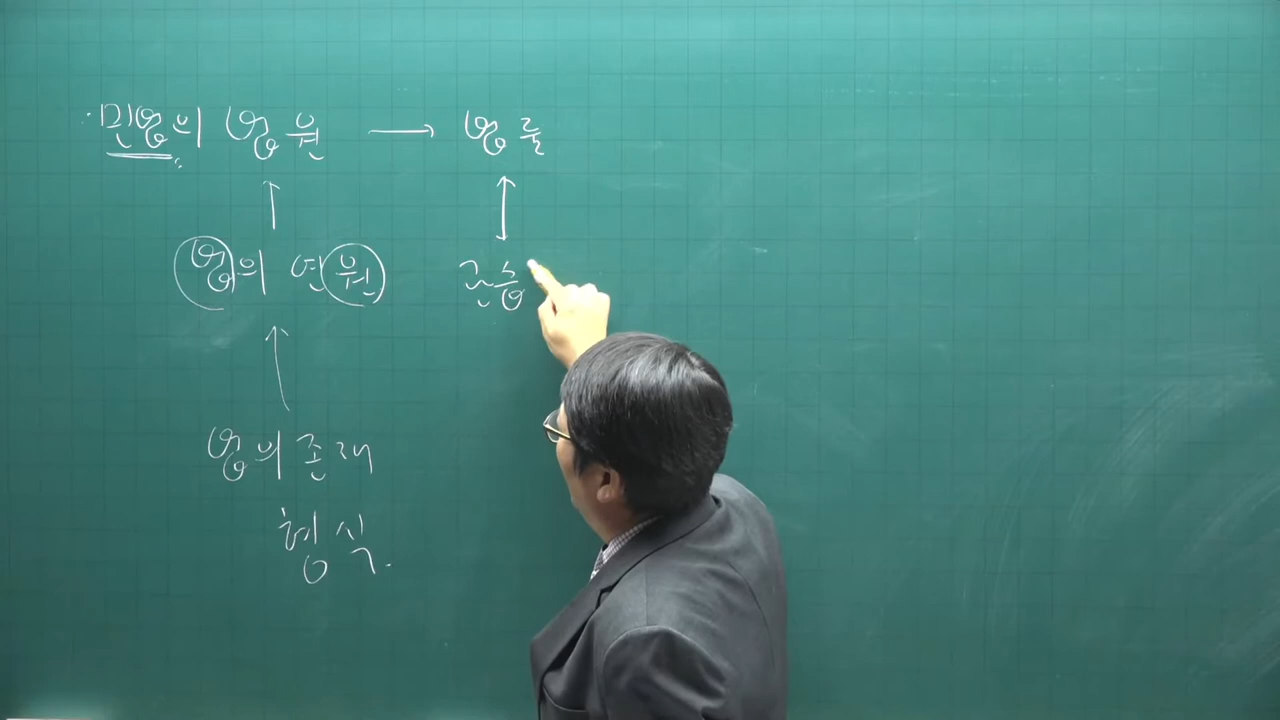 민법의 법원 → 법률
법의 연원
관습
법의 존재
형식.